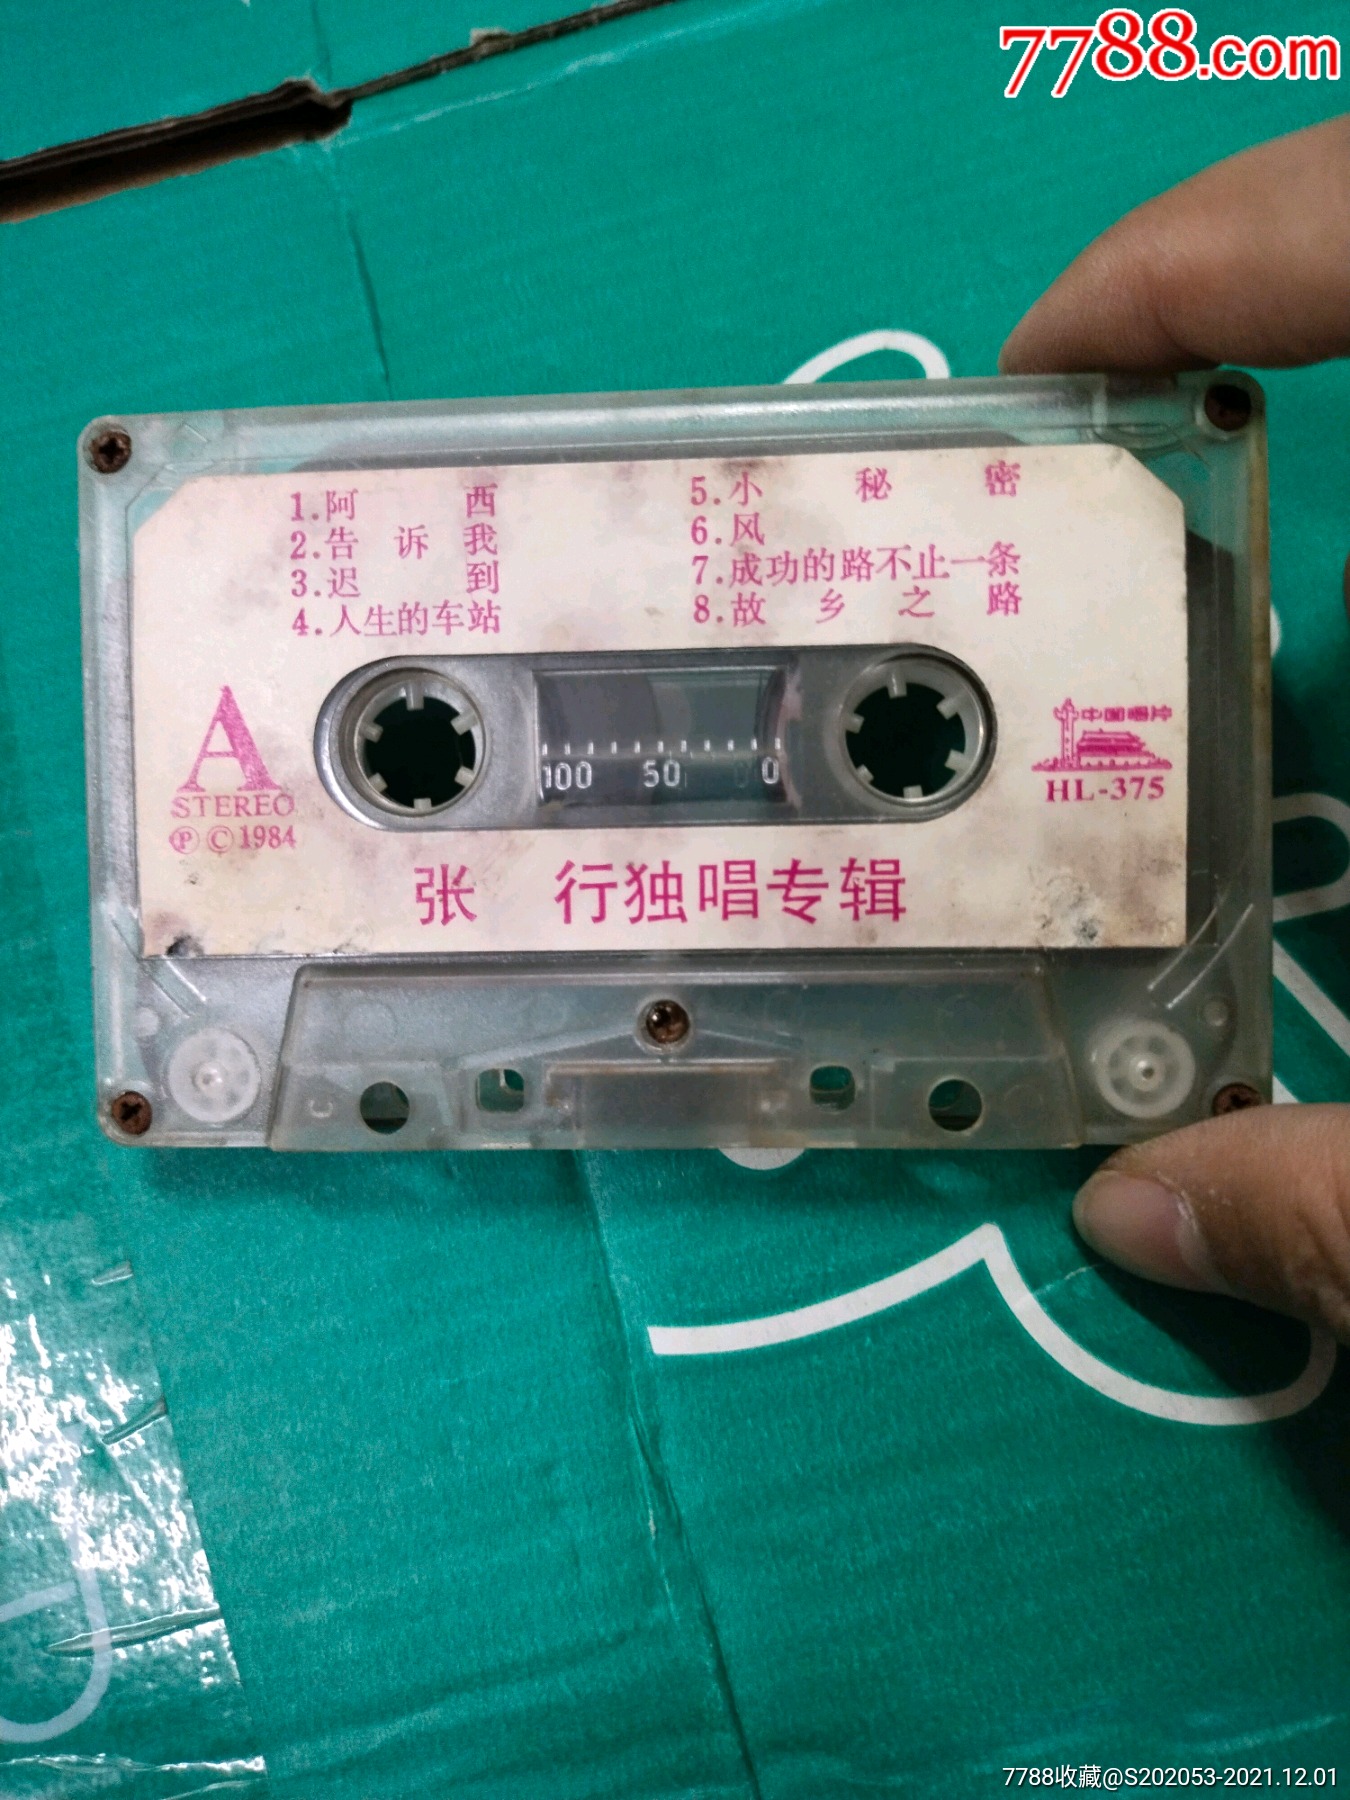 7788.com
1.阿西
2.告诉我
3.迟到
4.人生的车站
5.小秘密
6.风
7.成功的路不止一条
8.故乡之路
A
STEREO
ⓅⒸ1984
100 50 0
中国唱片
HL-375
张 行独唱专辑
7788收藏@S202053-2021.12.01